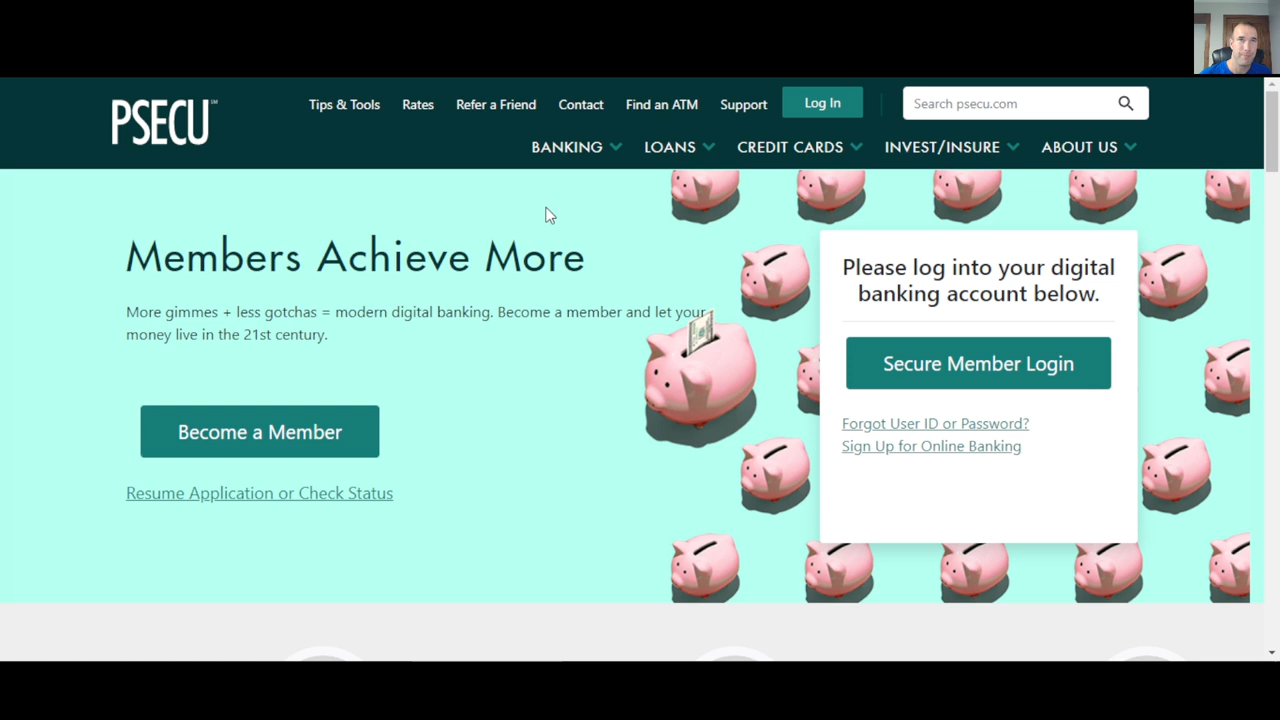 PSECU℠
Tips & Tools Rates Refer a Friend Contact Find an ATM Support Log In Search psecu.com
BANKING LOANS CREDIT CARDS INVEST/INSURE ABOUT US
Members Achieve More
More gimmes + less gotchas = modern digital banking. Become a member and let your
money live in the 21st century.
Become a Member
Resume Application or Check Status
Please log into your digital
banking account below.
Secure Member Login
Forgot User ID or Password?
Sign Up for Online Banking